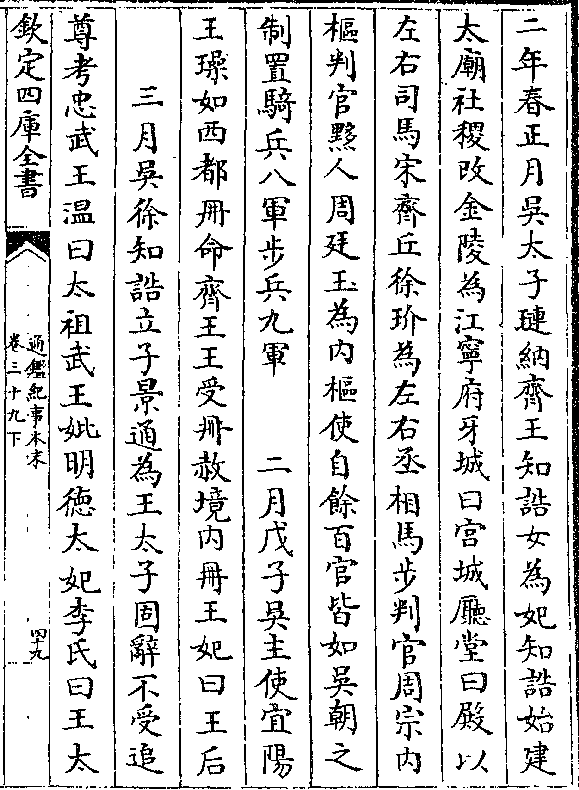 二年春正月吳太子璉納齊王知誥女為妃知誥始建
太廟社稷改金陵為江寧府牙城曰宮城廳堂曰殿以
左右司馬宋齊丘徐玠為左右丞相馬步判官周宗內
樞判官黟人周廷玉為內樞使自餘百官皆如吳朝之
制置騎兵八軍步兵九軍　二月戊子吳主使宜陽
王璪如西都冊命齊王王受冊赦境內冊王妃曰王后
三月吳徐知誥立子景通為王太子固辭不受追
尊考忠武王溫曰太祖武王妣明德太妃李氏曰王太
欽定四庫全書
通鑑紀事本末
卷三十九下
四十九